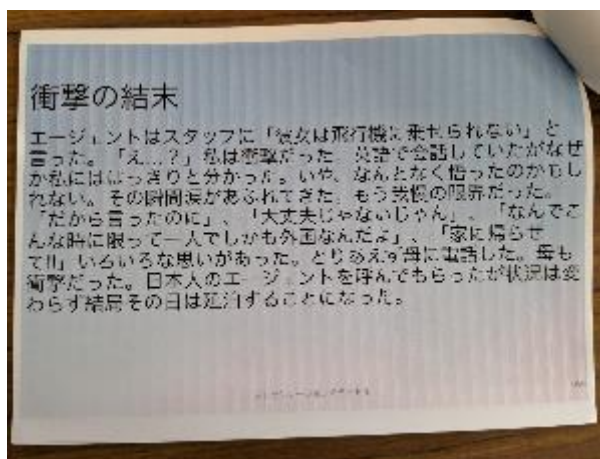 衝撃の結末
エージェントはスタッフに「彼女は飛行機に乗せられない」と
言った。「え...?」私は衝撃だった。英語で会話していたがなぜ
か私にははっきりと分かった。いや、なんとなく悟ったのかもし
れない。その瞬間涙があふれてきた。もう我慢の限界だった。
「だから言ったのに」、「大丈夫じゃないじゃん」、「なんでこ
んな時に限って一人でしかも外国なんだよ」、「家に帰らせ
て!!」いろいろな思いがあった。とりあえず母に電話した。母も
衝撃だった。日本人のエージェントを呼んでもらったが状況は変
わらず結局その日は延泊することになった。